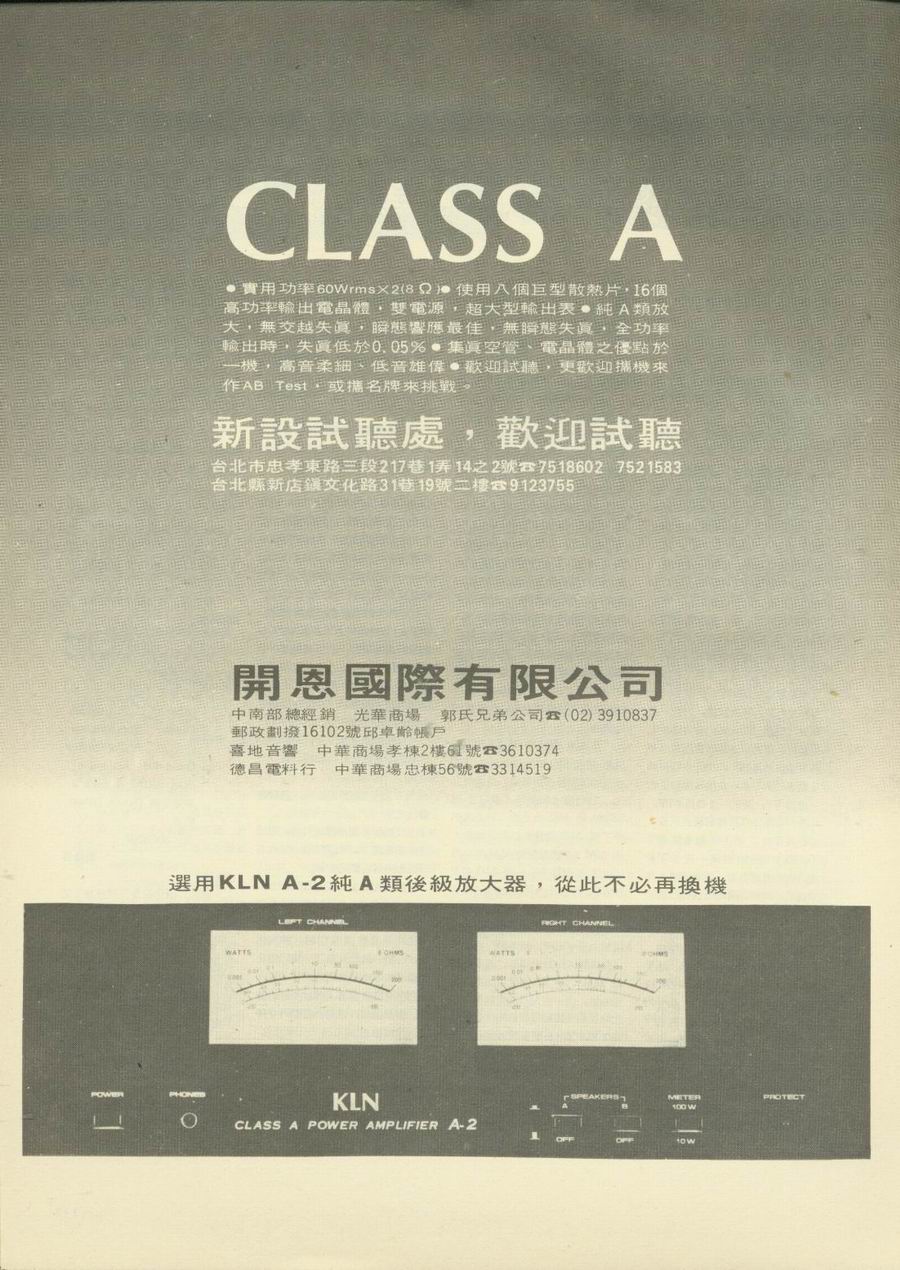 CLASS A
●實用功率60Wrms×2(8Ω)●使用八個巨型散熱片，16個
高功率輸出電晶體，雙電源，超大型輸出表●純A類放
大，無交越失眞，瞬態響應最佳，無瞬態失眞，全功率
輸出時，失眞低於0.05%●集眞空管、電晶體之優點於
一機，高音柔細、低音雄偉●歡迎試聽，更歡迎攜機來
作AB Test，或攜名牌來挑戰。
新設試聽處，歡迎試聽
台北市忠孝東路三段217巷1弄14之2號☎7518602 7521583
台北縣新店鎭文化路31巷19號二樓☎9123755
開恩國際有限公司
中南部總經銷 光華商場 郭氏兄弟公司☎(02)3910837
郵政劃撥16102號邱卓齡帳戶
喜地音響 中華商場孝棟2樓61號☎3610374
德昌電料行 中華商場忠棟56號☎3314519
選用KLN A-2純A類後級放大器，從此不必再換機
LEFT CHANNEL RIGHT CHANNEL
WATTS 8 OHMS WATTS 8 OHMS
POWER PHONES KLN SPEAKERS METER PROTECT
A B 100W
CLASS A POWER AMPLIFIER A-2
OFF OFF 10W